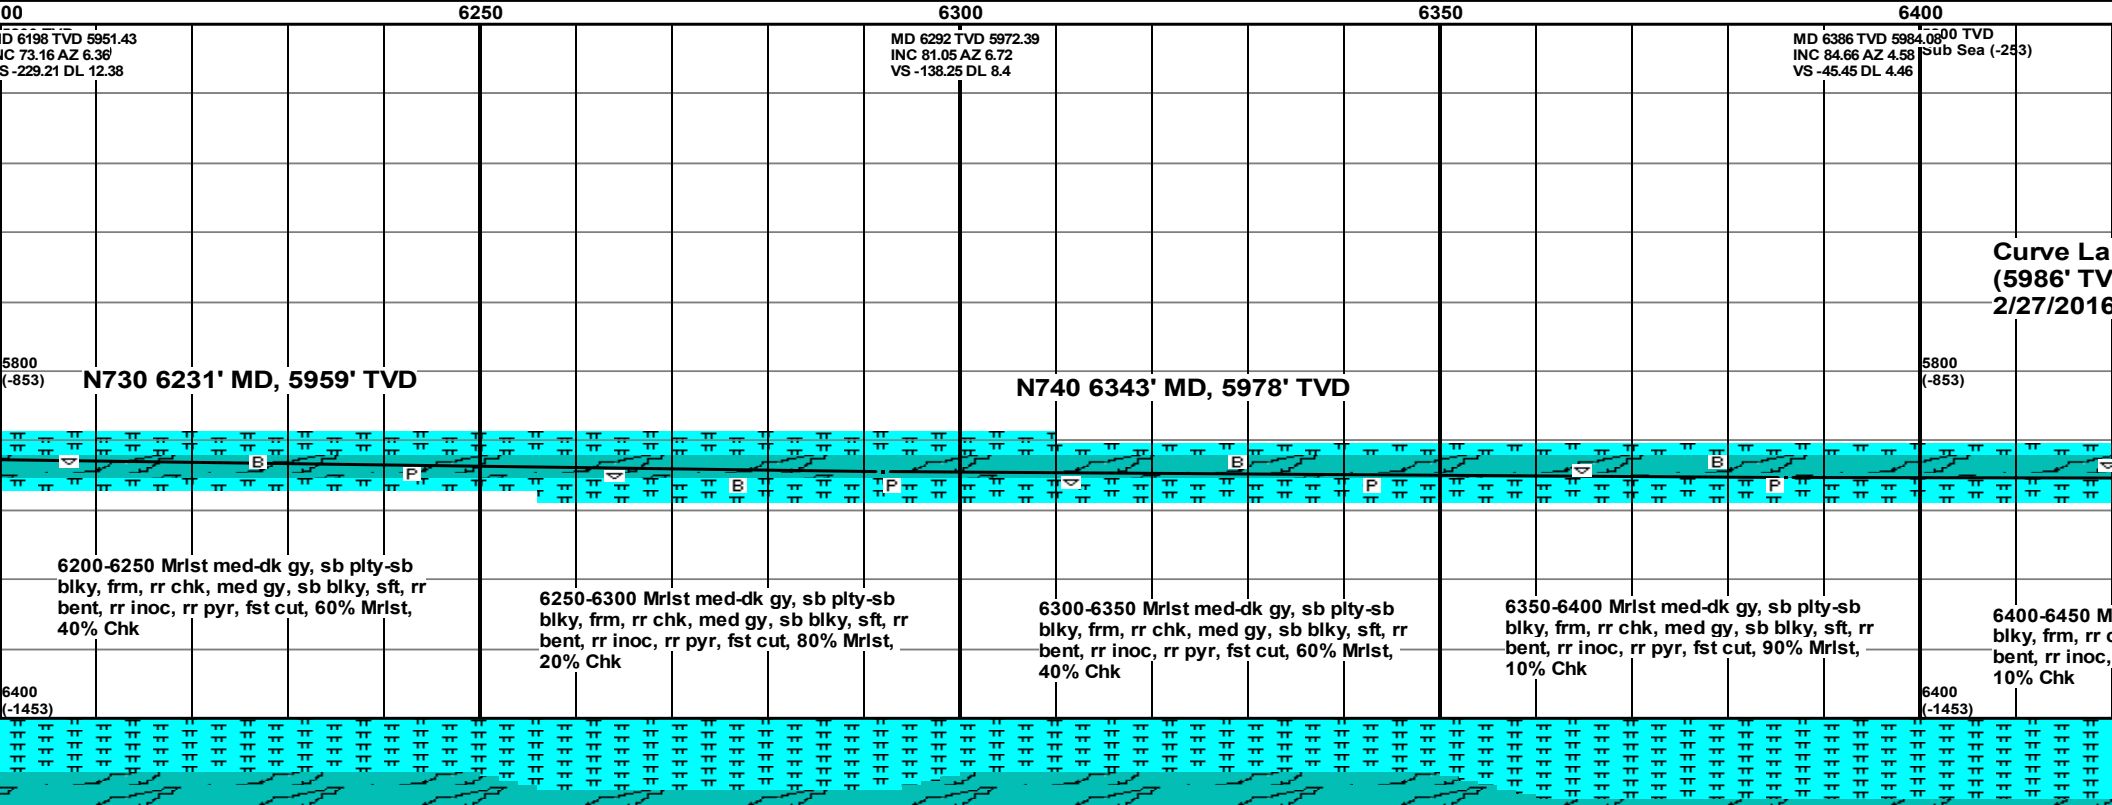 00 6250 6300 6350 6400
D 6198 TVD 5951.43
NC 73.16 AZ 6.36
S -229.21 DL 12.38
MD 6292 TVD 5972.39
INC 81.05 AZ 6.72
VS -138.25 DL 8.4
MD 6386 TVD 5984.08
INC 84.66 AZ 4.58
VS -45.45 DL 4.46
00 TVD
Sub Sea (-253)
Curve La
(5986' TV
2/27/2016
5800
(-853)
N730 6231' MD, 5959' TVD
N740 6343' MD, 5978' TVD
5800
(-853)
B
P
B
P
B
P
B
P
6200-6250 Mrlst med-dk gy, sb plty-sb
blky, frm, rr chk, med gy, sb blky, sft, rr
bent, rr inoc, rr pyr, fst cut, 60% Mrlst,
40% Chk
6250-6300 Mrlst med-dk gy, sb plty-sb
blky, frm, rr chk, med gy, sb blky, sft, rr
bent, rr inoc, rr pyr, fst cut, 80% Mrlst,
20% Chk
6300-6350 Mrlst med-dk gy, sb plty-sb
blky, frm, rr chk, med gy, sb blky, sft, rr
bent, rr inoc, rr pyr, fst cut, 60% Mrlst,
40% Chk
6350-6400 Mrlst med-dk gy, sb plty-sb
blky, frm, rr chk, med gy, sb blky, sft, rr
bent, rr inoc, rr pyr, fst cut, 90% Mrlst,
10% Chk
6400-6450 M
blky, frm, rr c
bent, rr inoc,
10% Chk
6400
(-1453)
6400
(-1453)